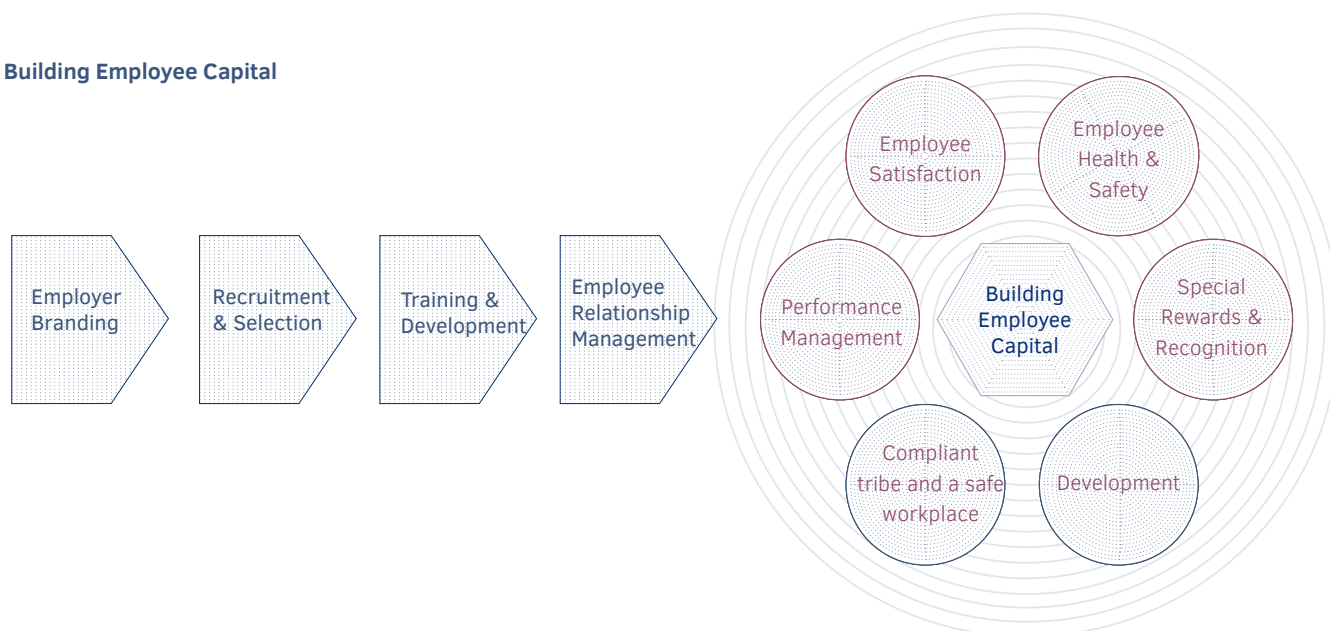 Building Employee Capital
Employer
Branding
Recruitment
& Selection
Training &
Development
Employee
Relationship
Management
Employee
Satisfaction
Employee
Health &
Safety
Performance
Management
Building
Employee
Capital
Special
Rewards &
Recognition
Compliant
tribe and a safe
workplace
Development